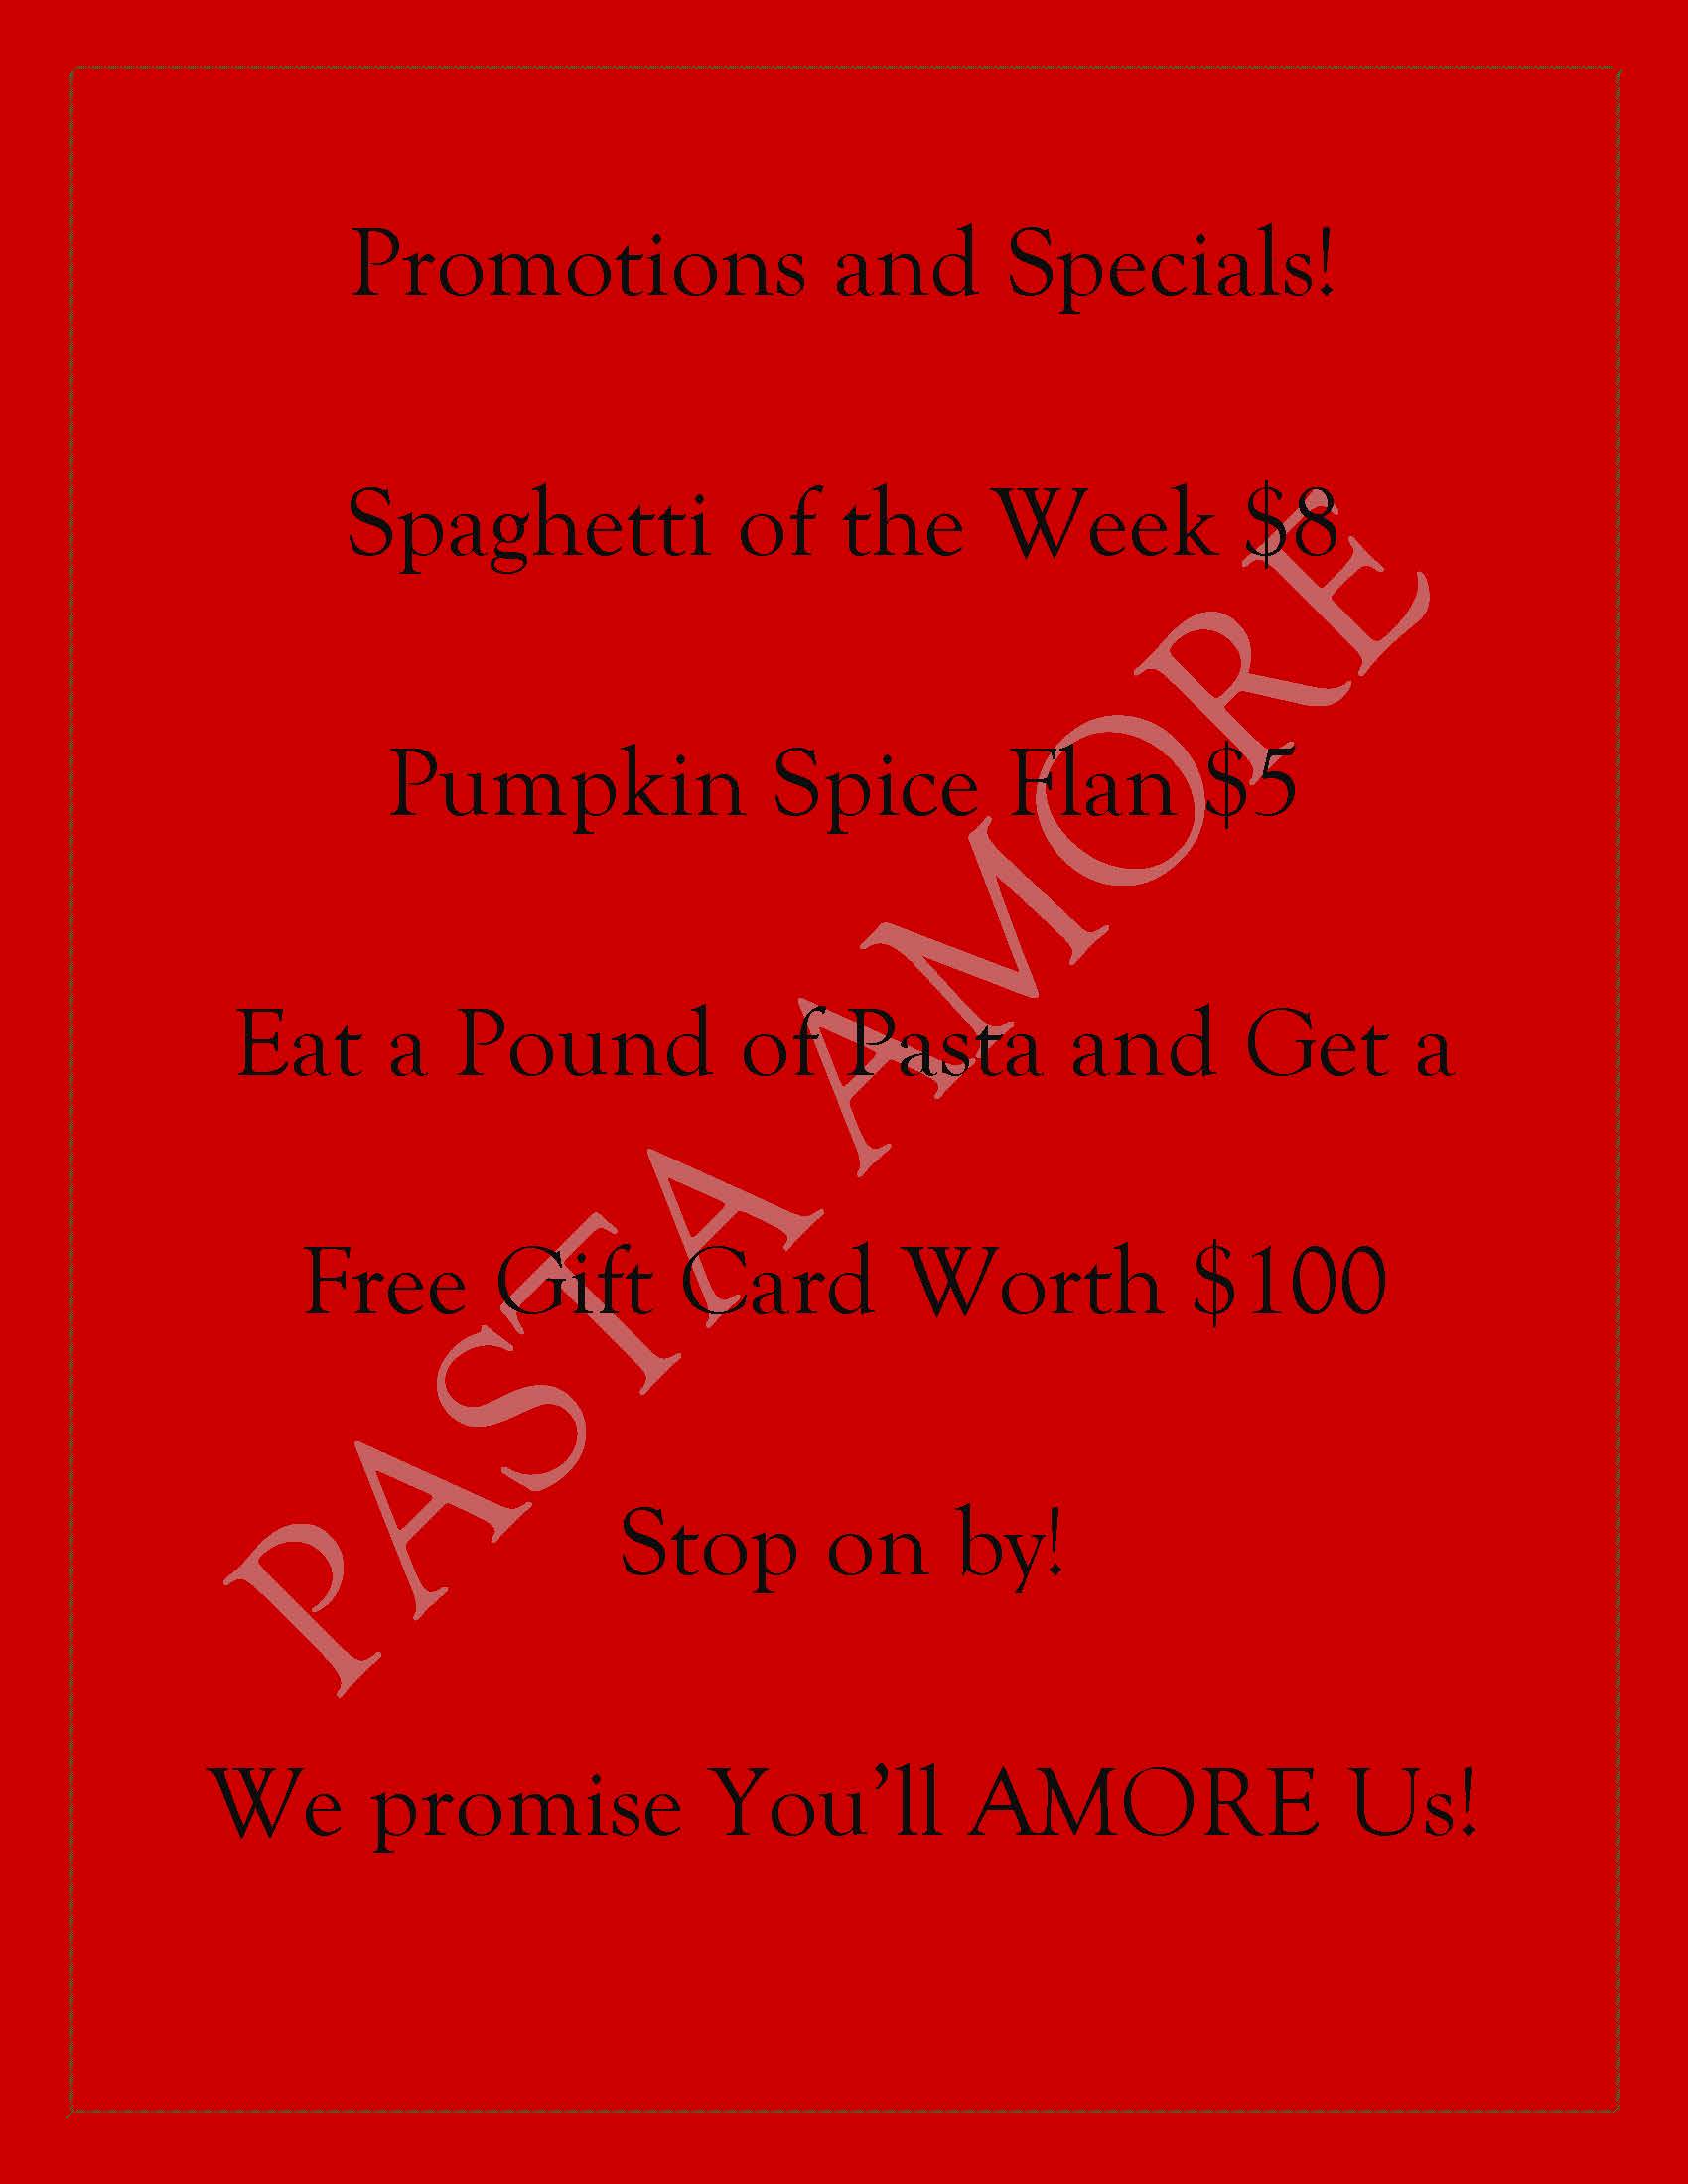 Promotions and Specials!
Spaghetti of the Week $8
Pumpkin Spice Flan $5
Eat a Pound of Pasta and Get a
Free Gift Card Worth $100
Stop on by!
We promise You’ll AMORE Us!
PASTA AMORE